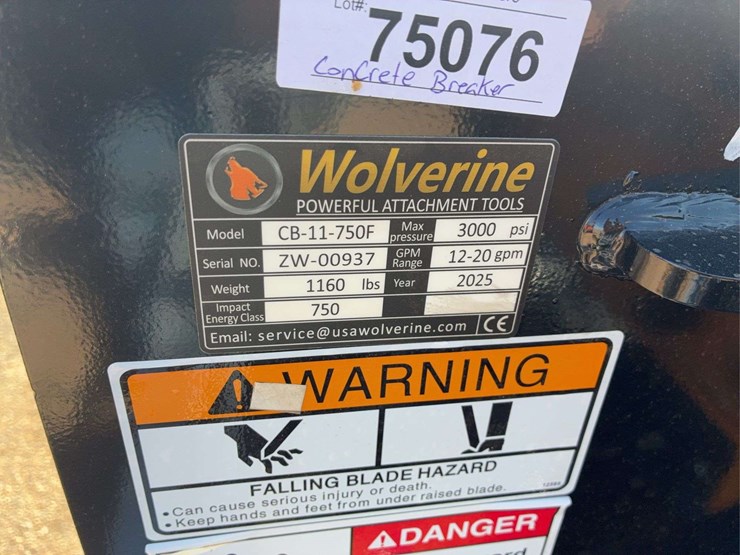 Lot#:
75076
Concrete Breaker
Wolverine
POWERFUL ATTACHMENT TOOLS
Model CB-11-750F Max pressure 3000 psi
Serial NO. ZW-00937 GPM Range 12-20 gpm
Weight 1160 lbs Year 2025
Impact Energy Class 750
Email: service@usawolverine.com CE
WARNING
FALLING BLADE HAZARD
• Can cause serious injury or death.
• Keep hands and feet from under raised blade.
DANGER